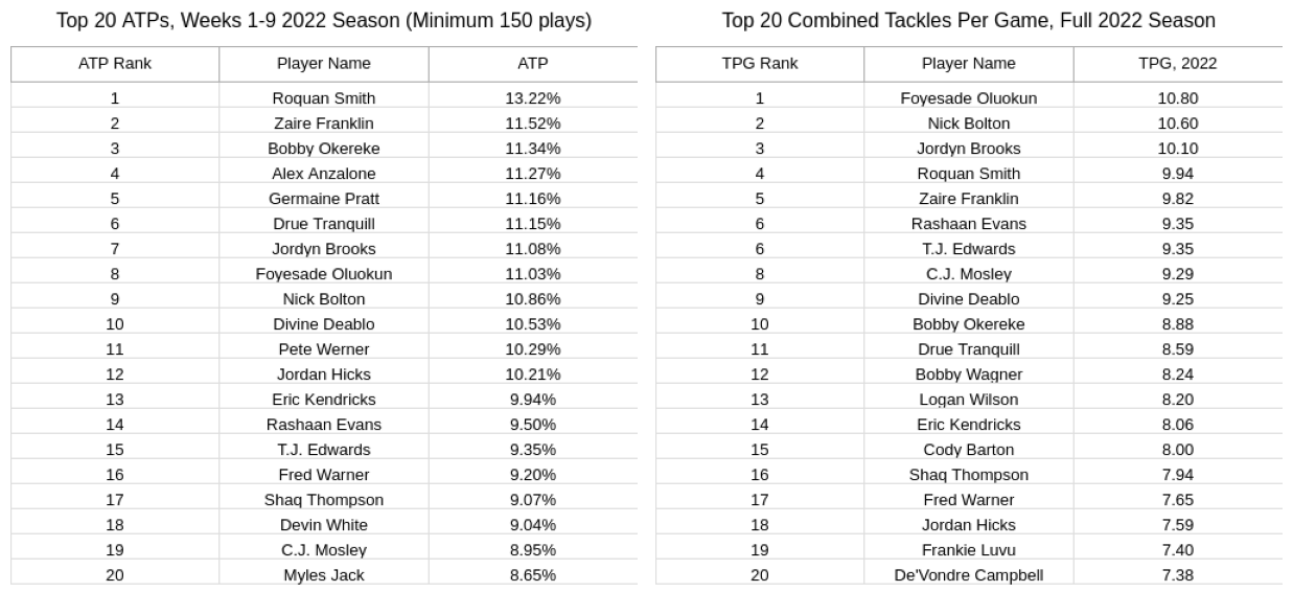 Top 20 ATPs, Weeks 1-9 2022 Season (Minimum 150 plays)
ATP Rank Player Name ATP
1 Roquan Smith 13.22%
2 Zaire Franklin 11.52%
3 Bobby Okereke 11.34%
4 Alex Anzalone 11.27%
5 Germaine Pratt 11.16%
6 Drue Tranquill 11.15%
7 Jordyn Brooks 11.08%
8 Foyesade Oluokun 11.03%
9 Nick Bolton 10.86%
10 Divine Deablo 10.53%
11 Pete Werner 10.29%
12 Jordan Hicks 10.21%
13 Eric Kendricks 9.94%
14 Rashaan Evans 9.50%
15 T.J. Edwards 9.35%
16 Fred Warner 9.20%
17 Shaq Thompson 9.07%
18 Devin White 9.04%
19 C.J. Mosley 8.95%
20 Myles Jack 8.65%
Top 20 Combined Tackles Per Game, Full 2022 Season
TPG Rank Player Name TPG, 2022
1 Foyesade Oluokun 10.80
2 Nick Bolton 10.60
3 Jordyn Brooks 10.10
4 Roquan Smith 9.94
5 Zaire Franklin 9.82
6 Rashaan Evans 9.35
6 T.J. Edwards 9.35
8 C.J. Mosley 9.29
9 Divine Deablo 9.25
10 Bobby Okereke 8.88
11 Drue Tranquill 8.59
12 Bobby Wagner 8.24
13 Logan Wilson 8.20
14 Eric Kendricks 8.06
15 Cody Barton 8.00
16 Shaq Thompson 7.94
17 Fred Warner 7.65
18 Jordan Hicks 7.59
19 Frankie Luvu 7.40
20 De'Vondre Campbell 7.38